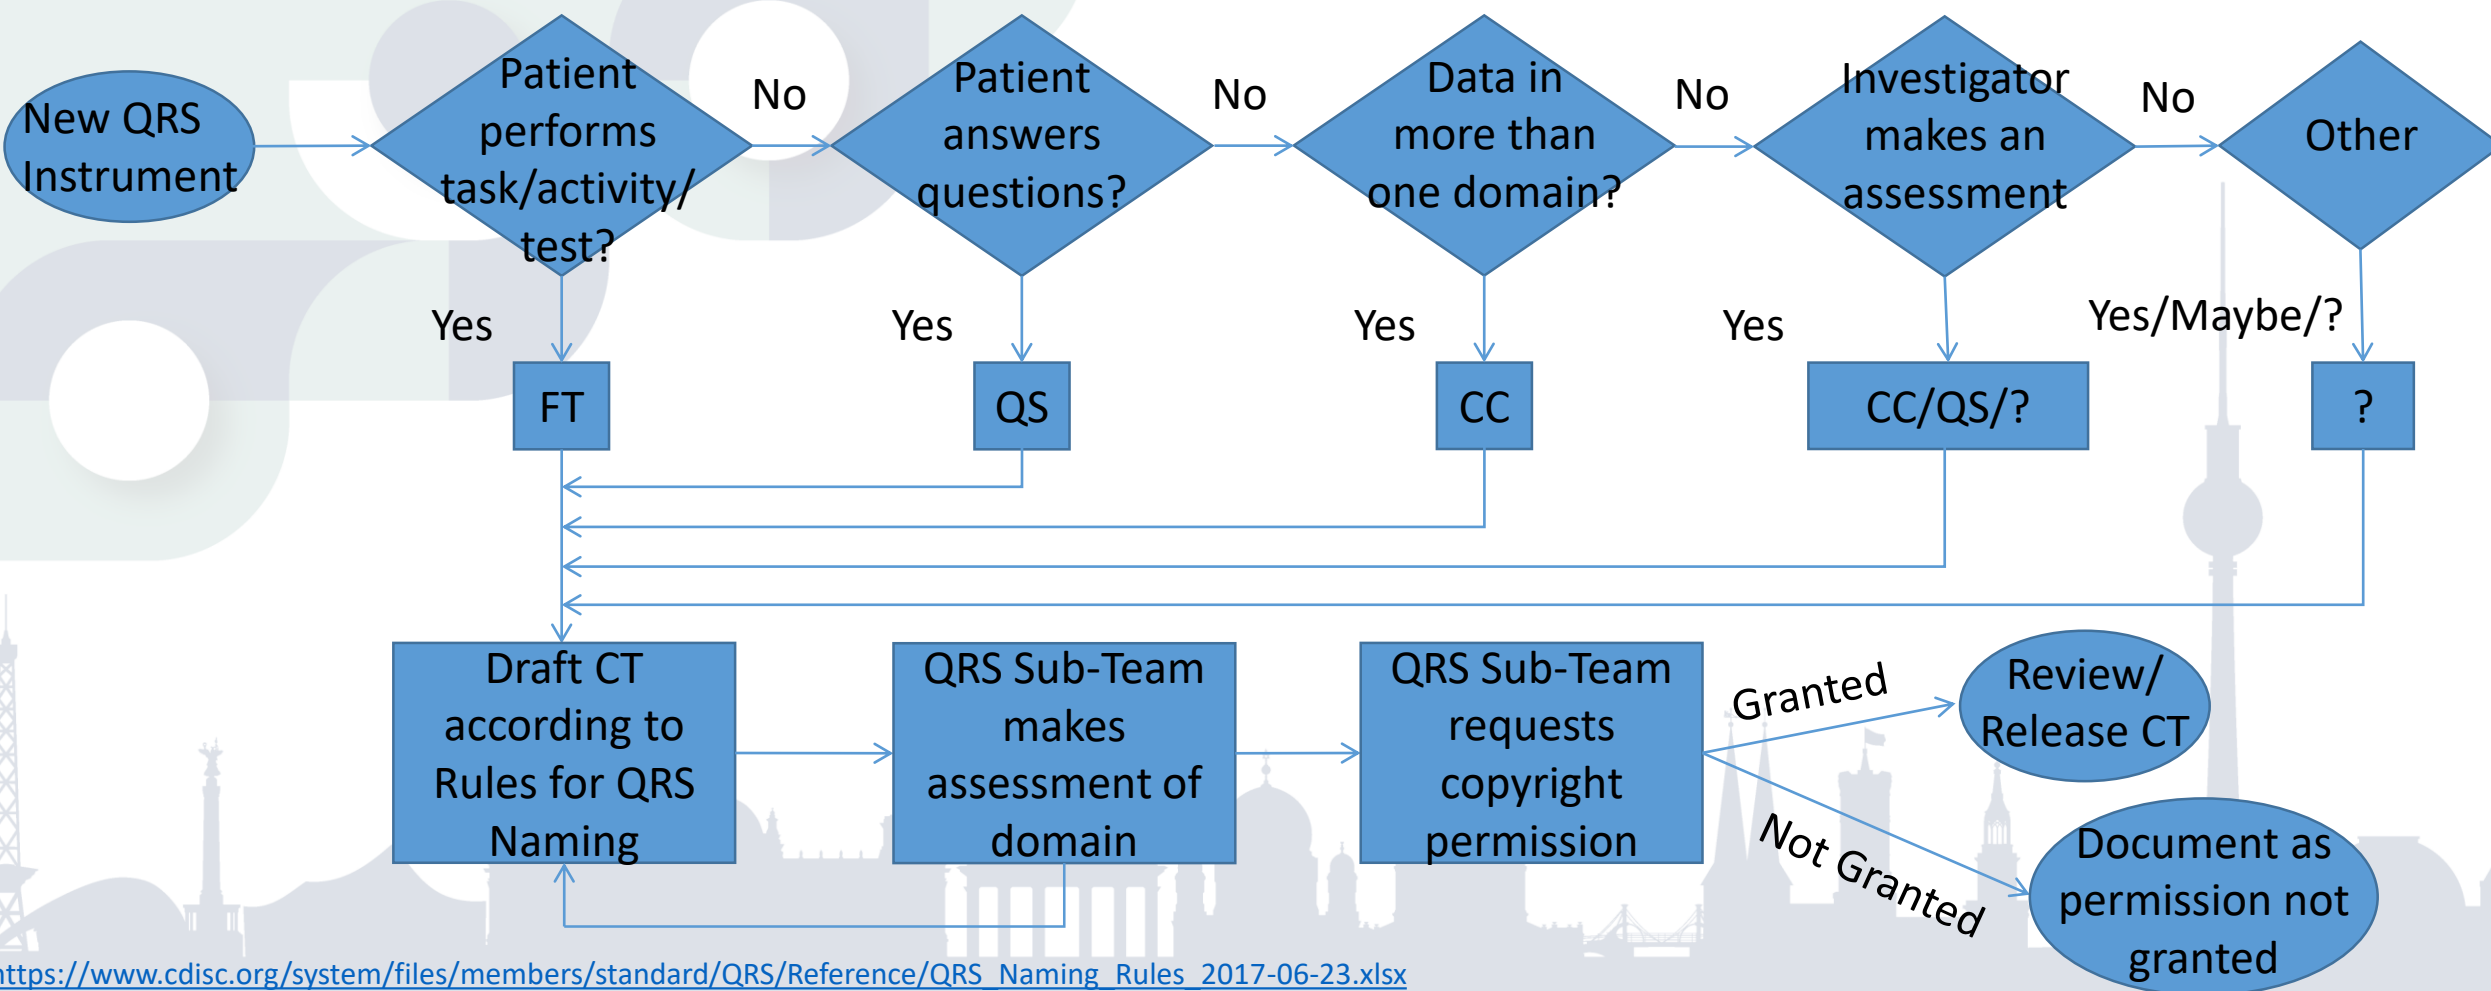 New QRS
Instrument
Patient
performs
task/activity/
test?
No
Patient
answers
questions?
No
Data in
more than
one domain?
No
Investigator
makes an
assessment
No
Other
Yes
Yes
Yes
Yes
Yes/Maybe/?
FT
QS
CC
CC/QS/?
?
Draft CT
according to
Rules for QRS
Naming
QRS Sub-Team
makes
assessment of
domain
QRS Sub-Team
requests
copyright
permission
Granted
Review/
Release CT
Not Granted
Document as
permission not
granted
https://www.cdisc.org/system/files/members/standard/QRS/Reference/QRS_Naming_Rules_2017-06-23.xlsx